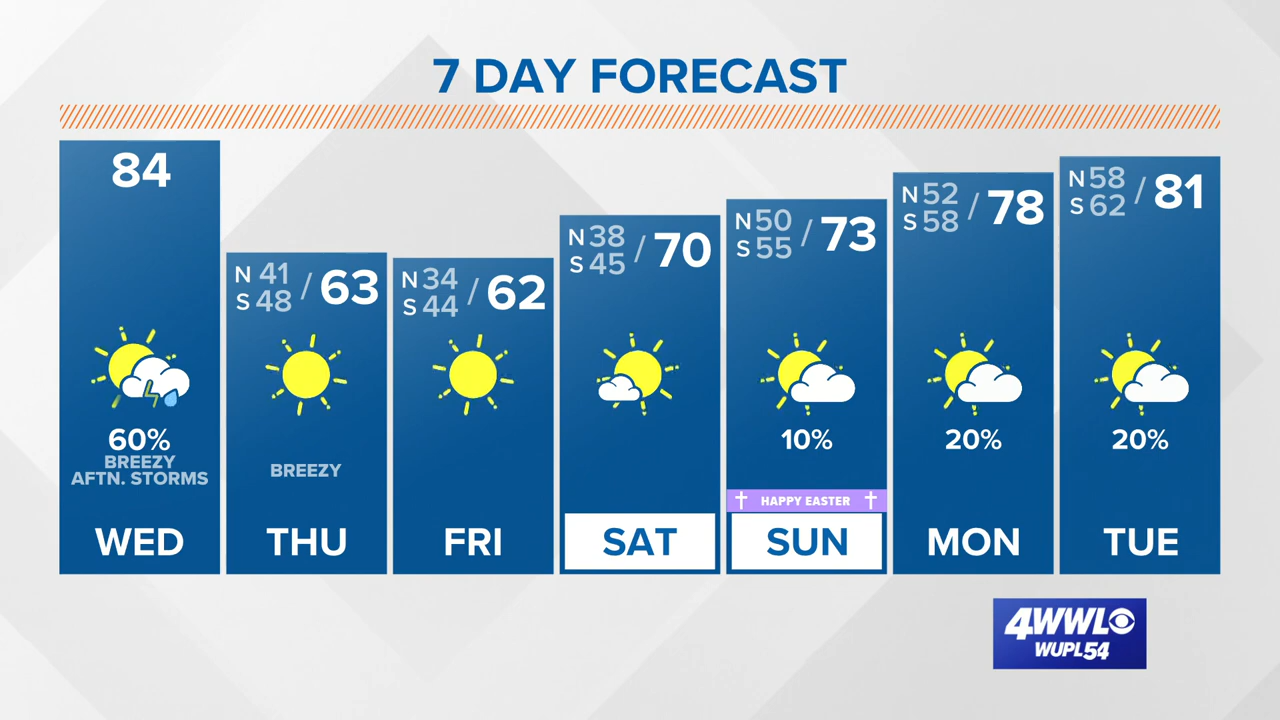 7 DAY FORECAST
84
60%
BREEZY
AFTN. STORMS
WED
N 41
S 48
/ 63
BREEZY
THU
N 34
S 44
/ 62
FRI
N 38
S 45
/ 70
SAT
N 50
S 55
/ 73
10%
HAPPY EASTER
SUN
N 52
S 58
/ 78
20%
MON
N 58
S 62
/ 81
20%
TUE
4WWL
WUPL54